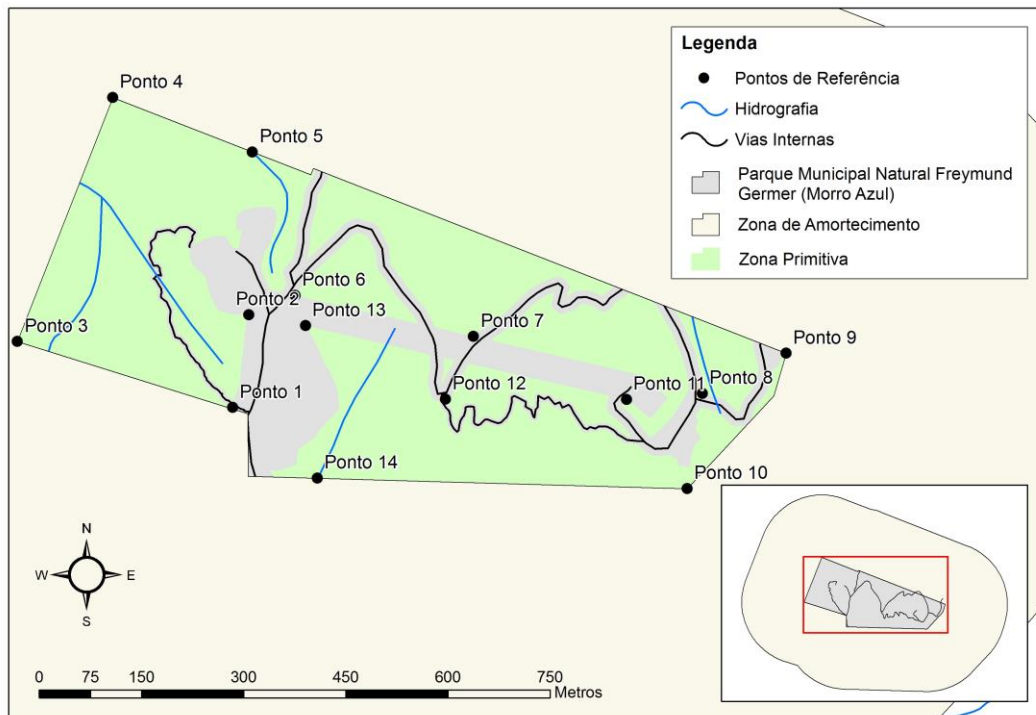 Legenda
Pontos de Referência
Hidrografia
Vias Internas
Parque Municipal Natural Freymund
Germer (Morro Azul)
Zona de Amortecimento
Zona Primitiva
Ponto 4
Ponto 5
Ponto 6
Ponto 2
Ponto 13
Ponto 3
Ponto 7
Ponto 9
Ponto 1
Ponto 12
Ponto 11
Ponto 8
Ponto 14
Ponto 10
N
W
E
S
0 75 150 300 450 600 750
Metros